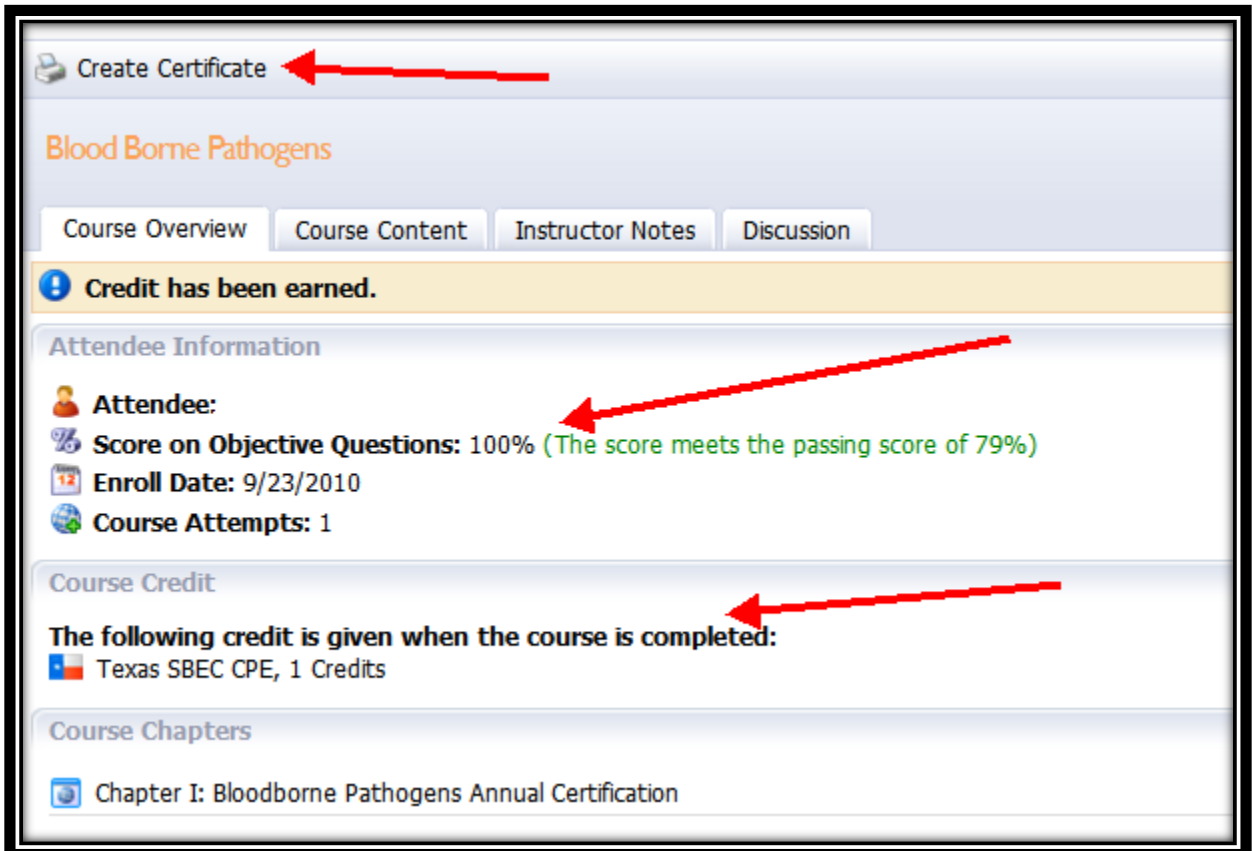 Create Certificate
Blood Borne Pathogens
Course Overview Course Content Instructor Notes Discussion
Credit has been earned.
Attendee Information
Attendee:
Score on Objective Questions: 100% (The score meets the passing score of 79%)
Enroll Date: 9/23/2010
Course Attempts: 1
Course Credit
The following credit is given when the course is completed:
Texas SBEC CPE, 1 Credits
Course Chapters
Chapter I: Bloodborne Pathogens Annual Certification